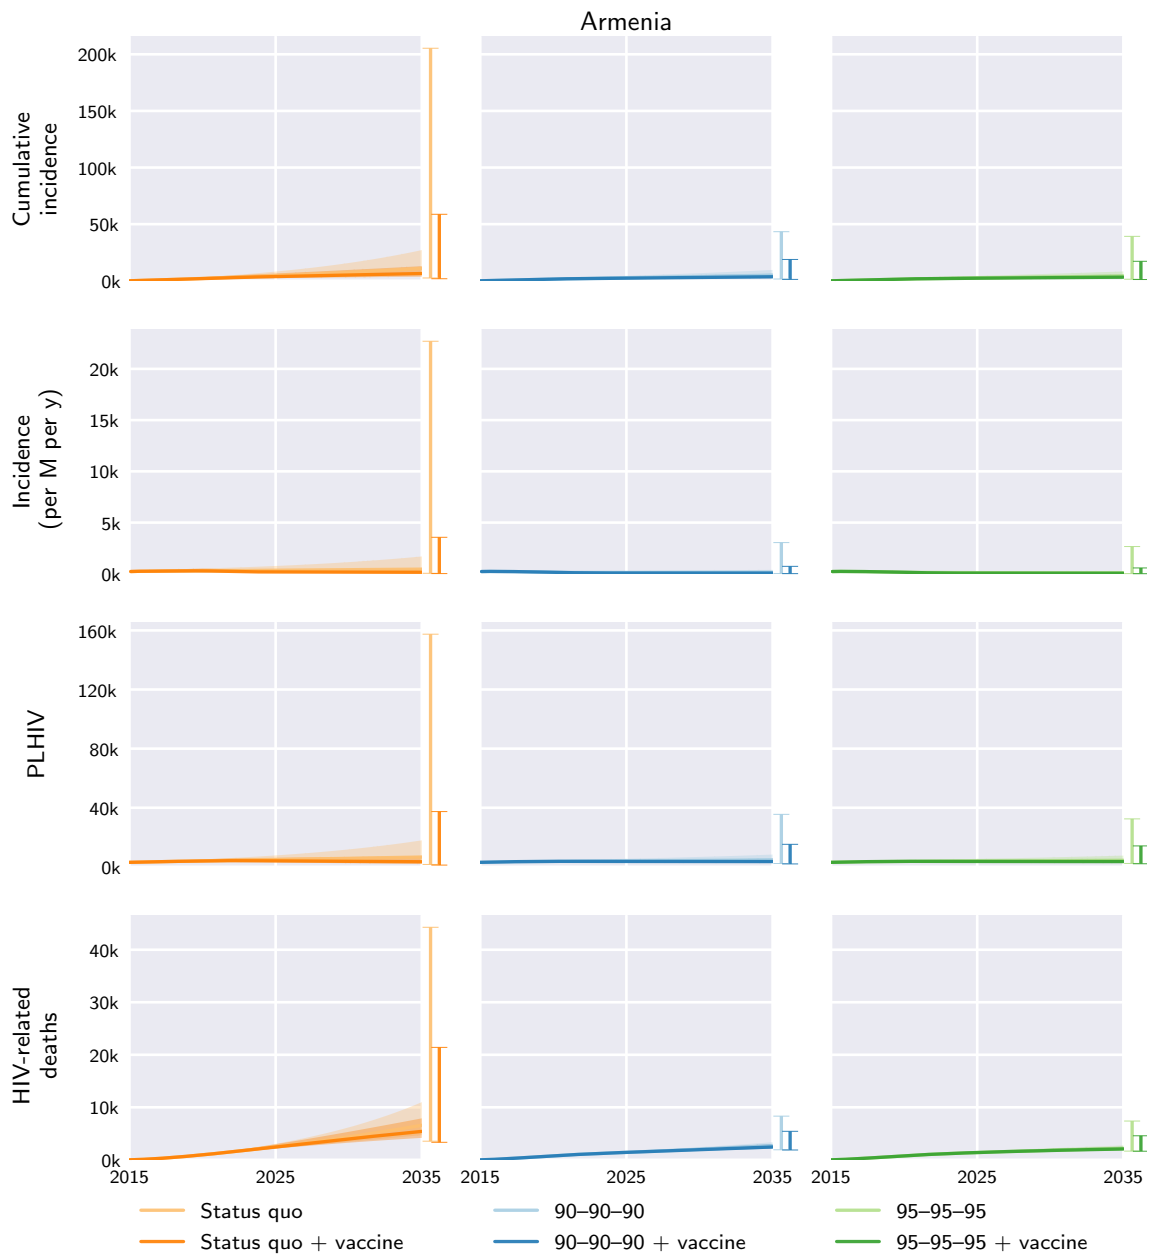 Armenia
Cumulative
incidence
200k
150k
100k
50k
0k
Incidence
(per M per y)
20k
15k
10k
5k
0k
PLHIV
160k
120k
80k
40k
0k
HIV-related
deaths
40k
30k
20k
10k
0k
2015 2025 2035 2015 2025 2035 2015 2025 2035
Status quo 90–90–90 95–95–95
Status quo + vaccine 90–90–90 + vaccine 95–95–95 + vaccine